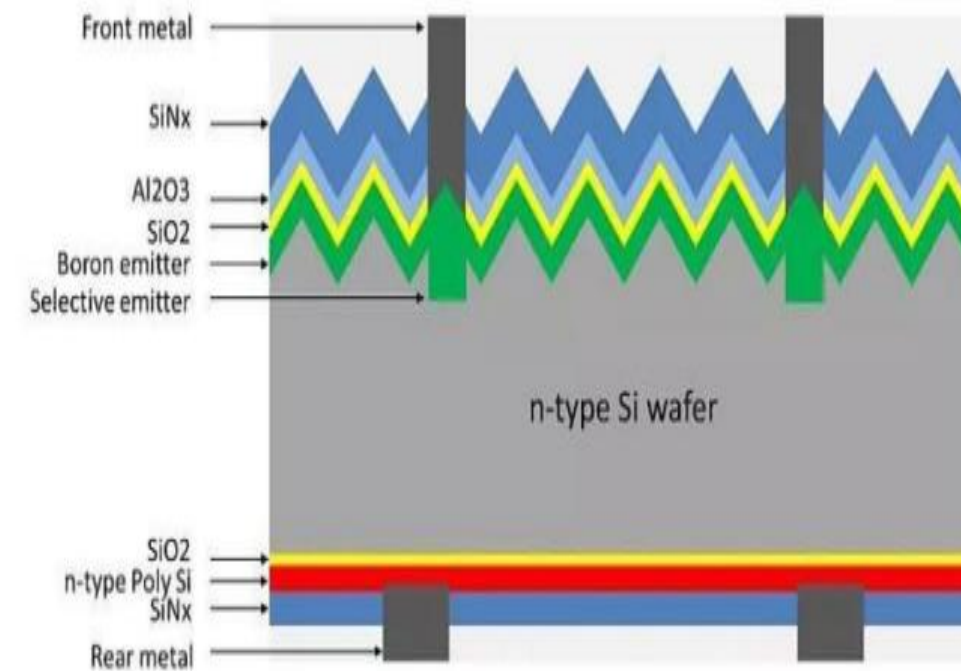 Front metal
SiNx
Al2O3
SiO2
Boron emitter
Selective emitter
n-type Si wafer
SiO2
n-type Poly Si
SiNx
Rear metal